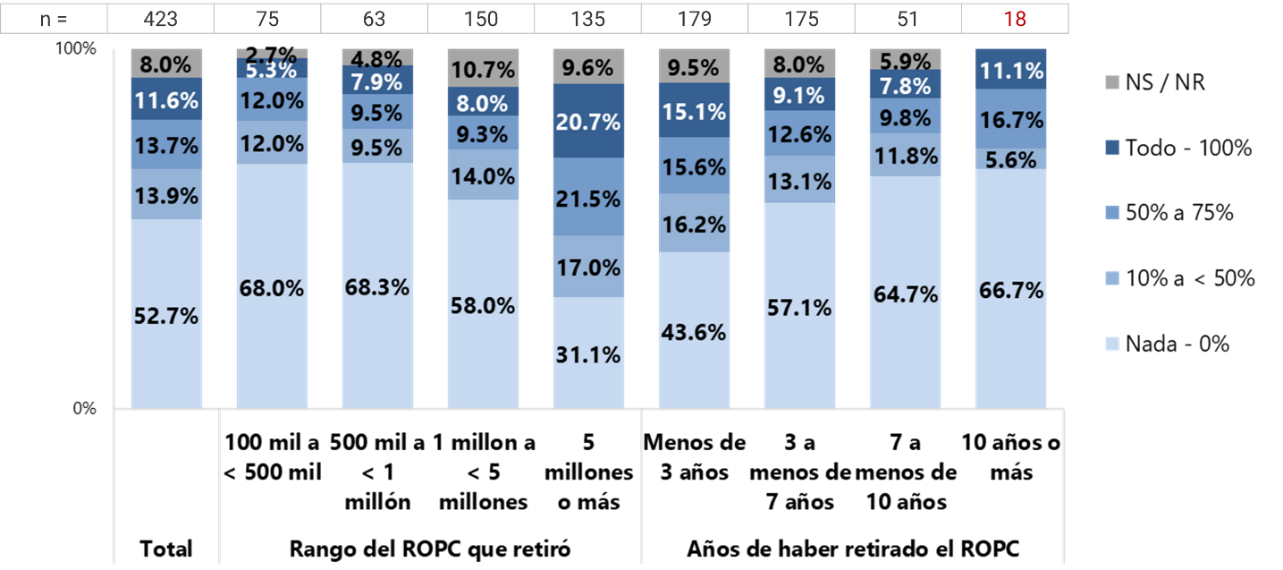 n = 423 75 63 150 135 179 175 51 18
100%
8.0% 2.7% 4.8% 10.7% 9.6% 9.5% 8.0% 5.9%
11.6% 5.3% 7.9% 8.0% 20.7% 15.1% 9.1% 7.8% 11.1%
13.7% 12.0% 9.5% 9.3% 21.5% 15.6% 12.6% 9.8% 16.7%
13.9% 12.0% 9.5% 14.0% 17.0% 16.2% 13.1% 11.8% 5.6%
52.7% 68.0% 68.3% 58.0% 31.1% 43.6% 57.1% 64.7% 66.7%
0%
NS / NR
Todo - 100%
50% a 75%
10% a < 50%
Nada - 0%
100 mil a 500 mil a 1 millon a 5 Menos de 3 a 7 a 10 años o
< 500 mil < 1 < 5 millones 3 años menos de menos de más
millón millones o más 7 años 10 años
Total Rango del ROPC que retiró Años de haber retirado el ROPC